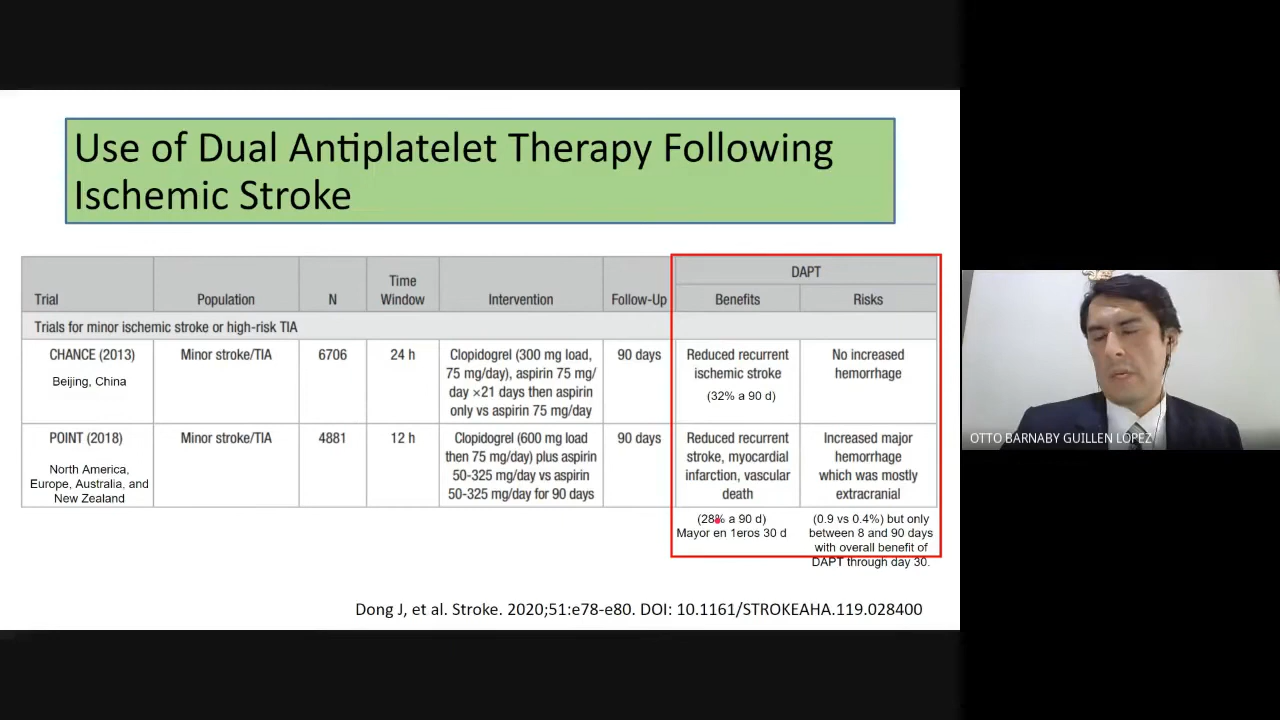 Use of Dual Antiplatelet Therapy Following
Ischemic Stroke
DAPT
Trial
Population
N
Time
Window
Intervention
Follow-Up
Benefits
Risks
Trials for minor ischemic stroke or high-risk TIA
CHANCE (2013)
Beijing, China
Minor stroke/TIA
6706
24 h
Clopidogrel (300 mg load,
75 mg/day), aspirin 75 mg/
day ×21 days then aspirin
only vs aspirin 75 mg/day
90 days
Reduced recurrent
ischemic stroke
(32% a 90 d)
No increased
hemorrhage
POINT (2018)
North America,
Europe, Australia, and
New Zealand
Minor stroke/TIA
4881
12 h
Clopidogrel (600 mg load
then 75 mg/day) plus aspirin
50-325 mg/day vs aspirin
50-325 mg/day for 90 days
90 days
Reduced recurrent
stroke, myocardial
infarction, vascular
death
(28% a 90 d)
Mayor en 1eros 30 d
Increased major
hemorrhage
which was mostly
extracranial
(0.9 vs 0.4%) but only
between 8 and 90 days
with overall benefit of
DAPT through day 30.
Dong J, et al. Stroke. 2020;51:e78-e80. DOI: 10.1161/STROKEAHA.119.028400
OTTO BARNABY GUILLEN LOPEZ